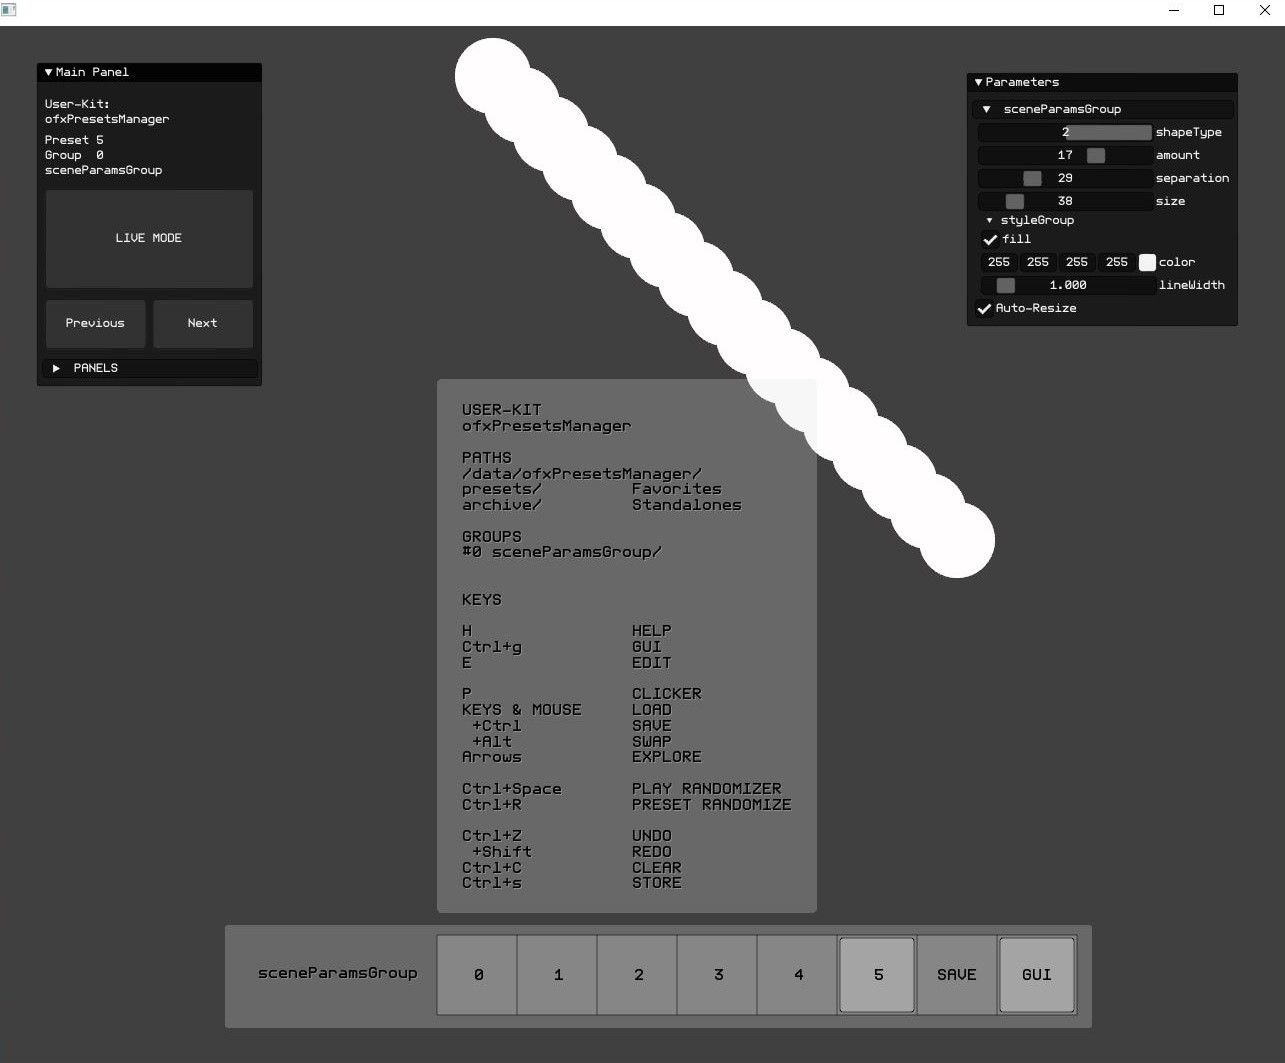 Main Panel
User-Kit:
ofxPresetsManager
Preset 5
Group  0
sceneParamsGroup
LIVE MODE
Previous
Next
PANELS
Parameters
sceneParamsGroup
2 shapeType
17 amount
29 separation
38 size
styleGroup
fill
255 255 255 255 color
1.000 lineWidth
Auto-Resize
USER-KIT
ofxPresetsManager
PATHS
/data/ofxPresetsManager/
presets/ Favorites
archive/ Standalones
GROUPS
#0 sceneParamsGroup/
KEYS
H HELP
Ctrl+g GUI
E EDIT
P CLICKER
KEYS & MOUSE LOAD
+Ctrl SAVE
+Alt SWAP
Arrows EXPLORE
Ctrl+Space PLAY RANDOMIZER
Ctrl+R PRESET RANDOMIZE
Ctrl+Z UNDO
+Shift REDO
Ctrl+C CLEAR
Ctrl+s STORE
sceneParamsGroup 0 1 2 3 4 5 SAVE GUI